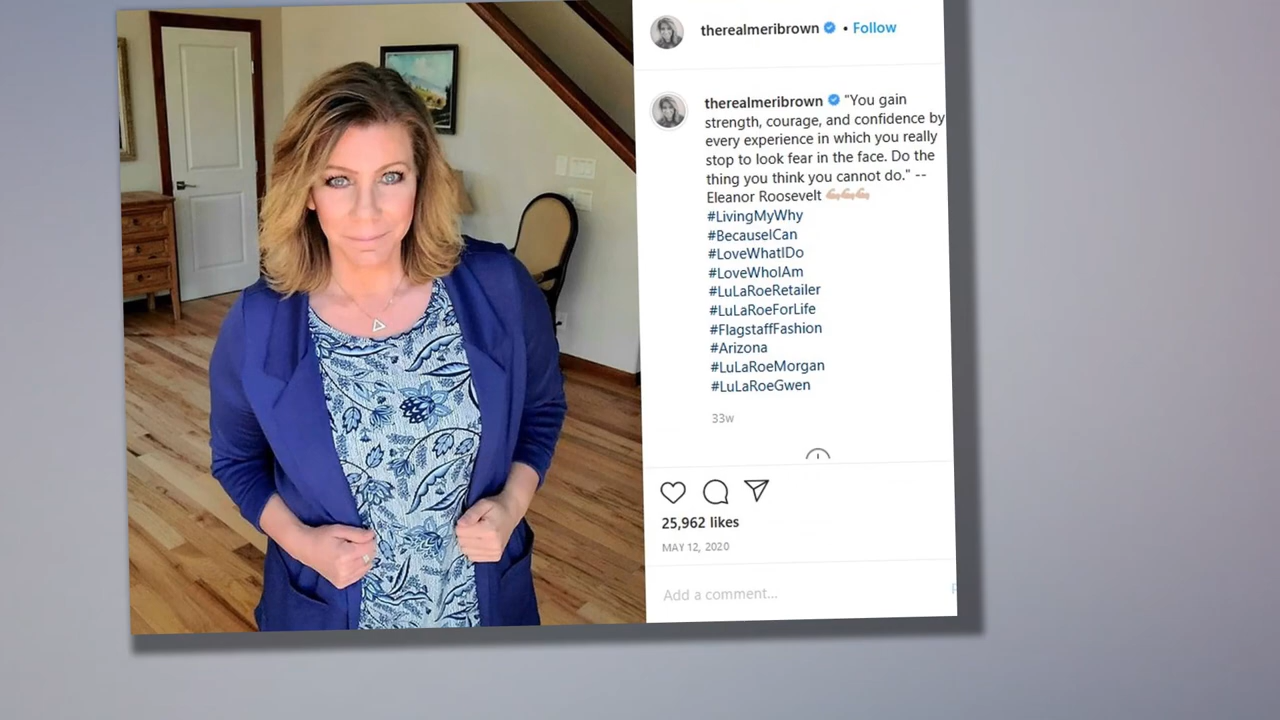 therealmeribrown • Follow
therealmeribrown "You gain
strength, courage, and confidence by
every experience in which you really
stop to look fear in the face. Do the
thing you think you cannot do." --
Eleanor Roosevelt
#LivingMyWhy
#BecauseICan
#LoveWhatIDo
#LoveWhoIAm
#LuLaRoeRetailer
#LuLaRoeForLife
#FlagstaffFashion
#Arizona
#LuLaRoeMorgan
#LuLaRoeGwen
33w
25,962 likes
MAY 12, 2020
Add a comment...